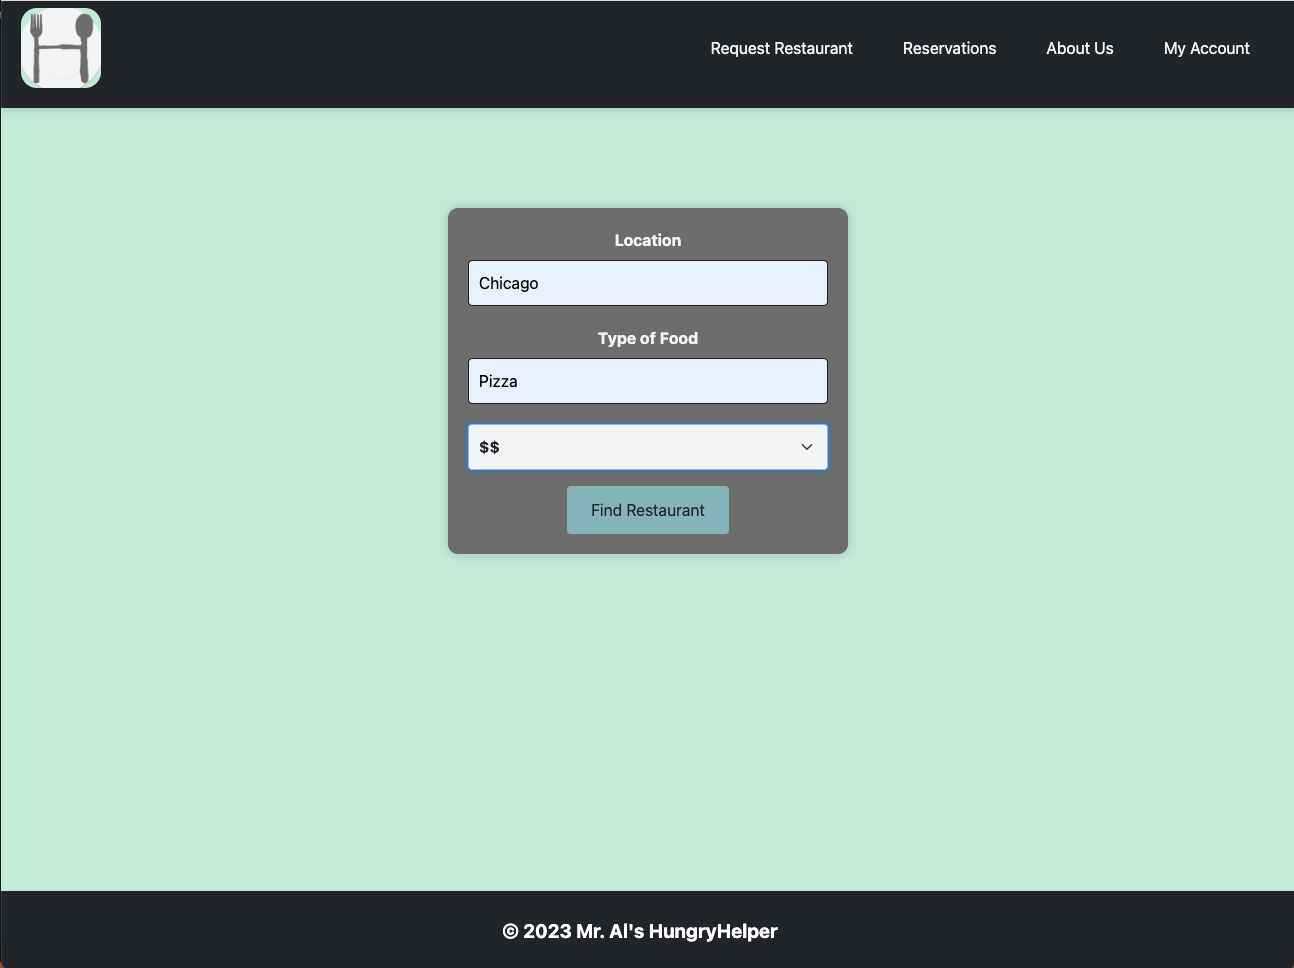 Request Restaurant Reservations About Us My Account
Location
Chicago
Type of Food
Pizza
$$
Find Restaurant
© 2023 Mr. Al's HungryHelper